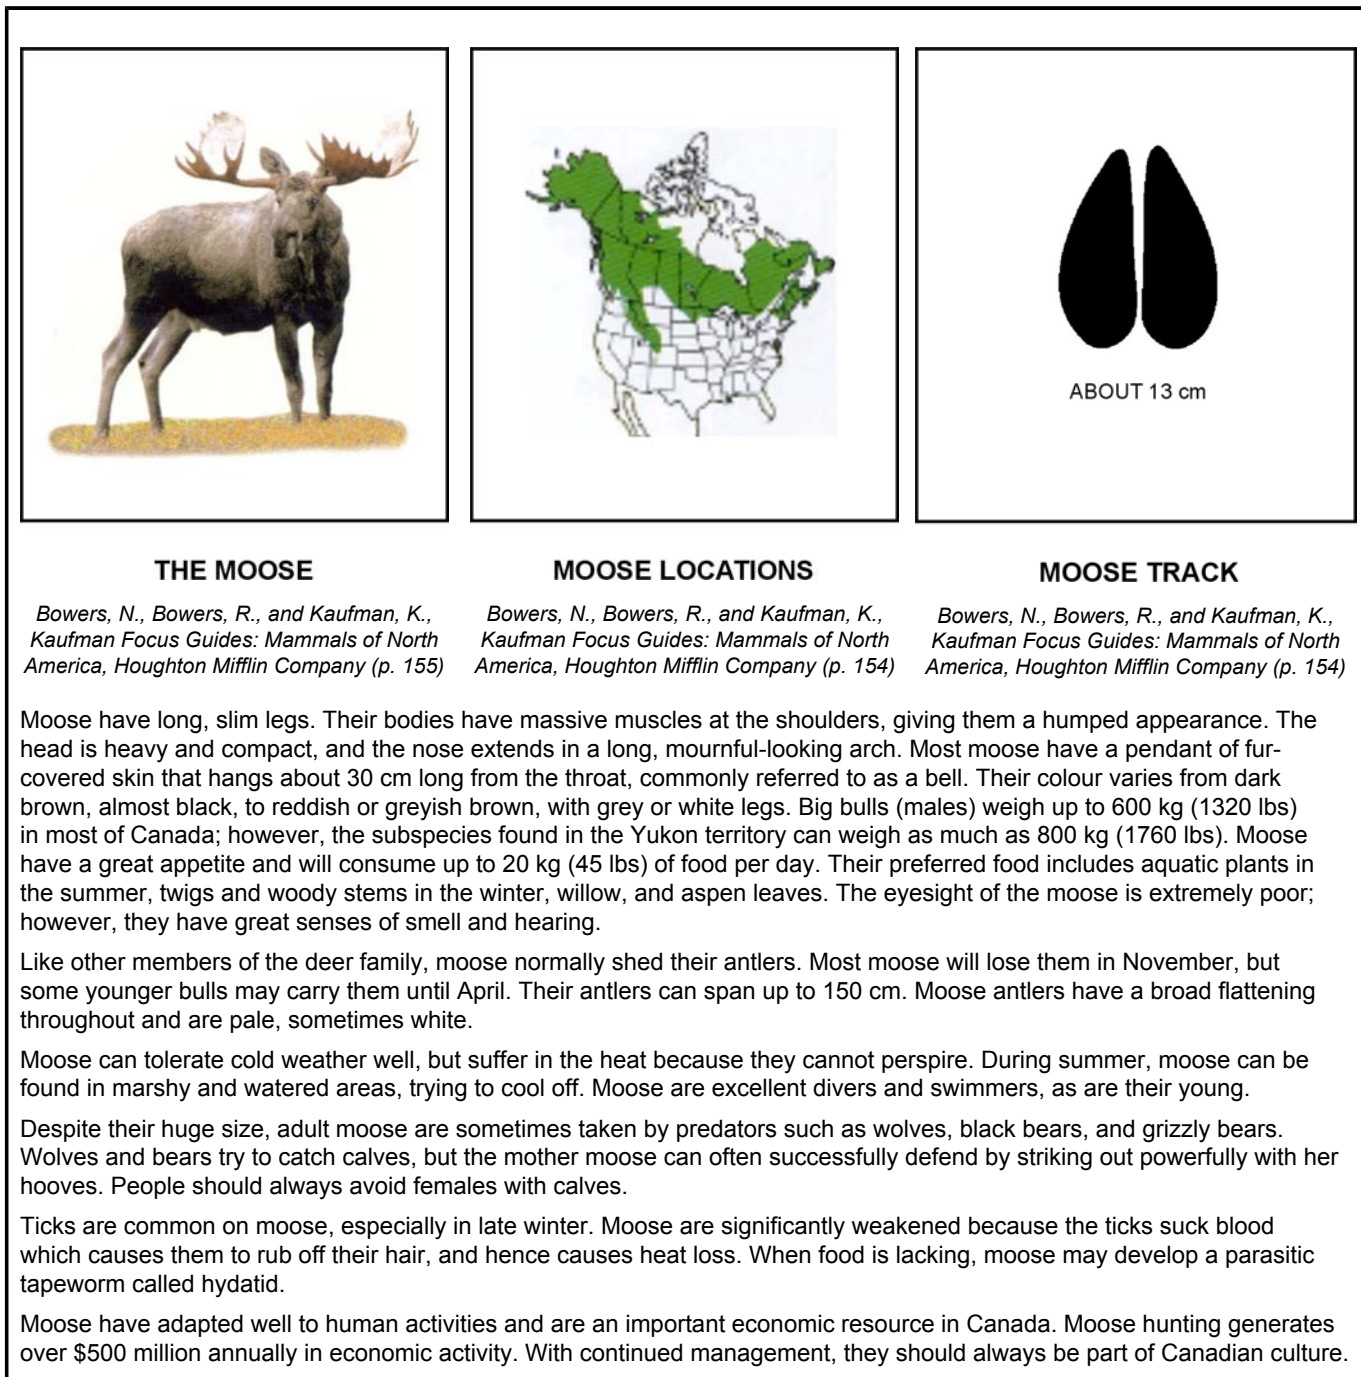 ABOUT 13 cm
THE MOOSE
Bowers, N., Bowers, R., and Kaufman, K.,
Kaufman Focus Guides: Mammals of North
America, Houghton Mifflin Company (p. 155)
MOOSE LOCATIONS
Bowers, N., Bowers, R., and Kaufman, K.,
Kaufman Focus Guides: Mammals of North
America, Houghton Mifflin Company (p. 154)
MOOSE TRACK
Bowers, N., Bowers, R., and Kaufman, K.,
Kaufman Focus Guides: Mammals of North
America, Houghton Mifflin Company (p. 154)
Moose have long, slim legs. Their bodies have massive muscles at the shoulders, giving them a humped appearance. The
head is heavy and compact, and the nose extends in a long, mournful-looking arch. Most moose have a pendant of fur-
covered skin that hangs about 30 cm long from the throat, commonly referred to as a bell. Their colour varies from dark
brown, almost black, to reddish or greyish brown, with grey or white legs. Big bulls (males) weigh up to 600 kg (1320 lbs)
in most of Canada; however, the subspecies found in the Yukon territory can weigh as much as 800 kg (1760 lbs). Moose
have a great appetite and will consume up to 20 kg (45 lbs) of food per day. Their preferred food includes aquatic plants in
the summer, twigs and woody stems in the winter, willow, and aspen leaves. The eyesight of the moose is extremely poor;
however, they have great senses of smell and hearing.
Like other members of the deer family, moose normally shed their antlers. Most moose will lose them in November, but
some younger bulls may carry them until April. Their antlers can span up to 150 cm. Moose antlers have a broad flattening
throughout and are pale, sometimes white.
Moose can tolerate cold weather well, but suffer in the heat because they cannot perspire. During summer, moose can be
found in marshy and watered areas, trying to cool off. Moose are excellent divers and swimmers, as are their young.
Despite their huge size, adult moose are sometimes taken by predators such as wolves, black bears, and grizzly bears.
Wolves and bears try to catch calves, but the mother moose can often successfully defend by striking out powerfully with her
hooves. People should always avoid females with calves.
Ticks are common on moose, especially in late winter. Moose are significantly weakened because the ticks suck blood
which causes them to rub off their hair, and hence causes heat loss. When food is lacking, moose may develop a parasitic
tapeworm called hydatid.
Moose have adapted well to human activities and are an important economic resource in Canada. Moose hunting generates
over $500 million annually in economic activity. With continued management, they should always be part of Canadian culture.